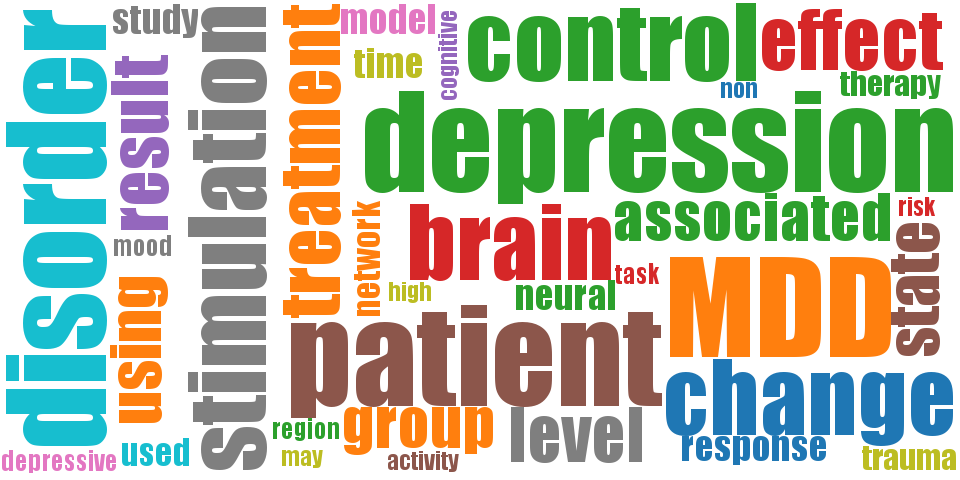 disorder
study
result
stimulation
treatment
model
time
cognitive
control
effect
non
therapy
depression
associated
risk
brain
task
neural
network
high
mood
using
MDD
state
patient
change
group
level
response
region
may
activity
trauma
depressive
used